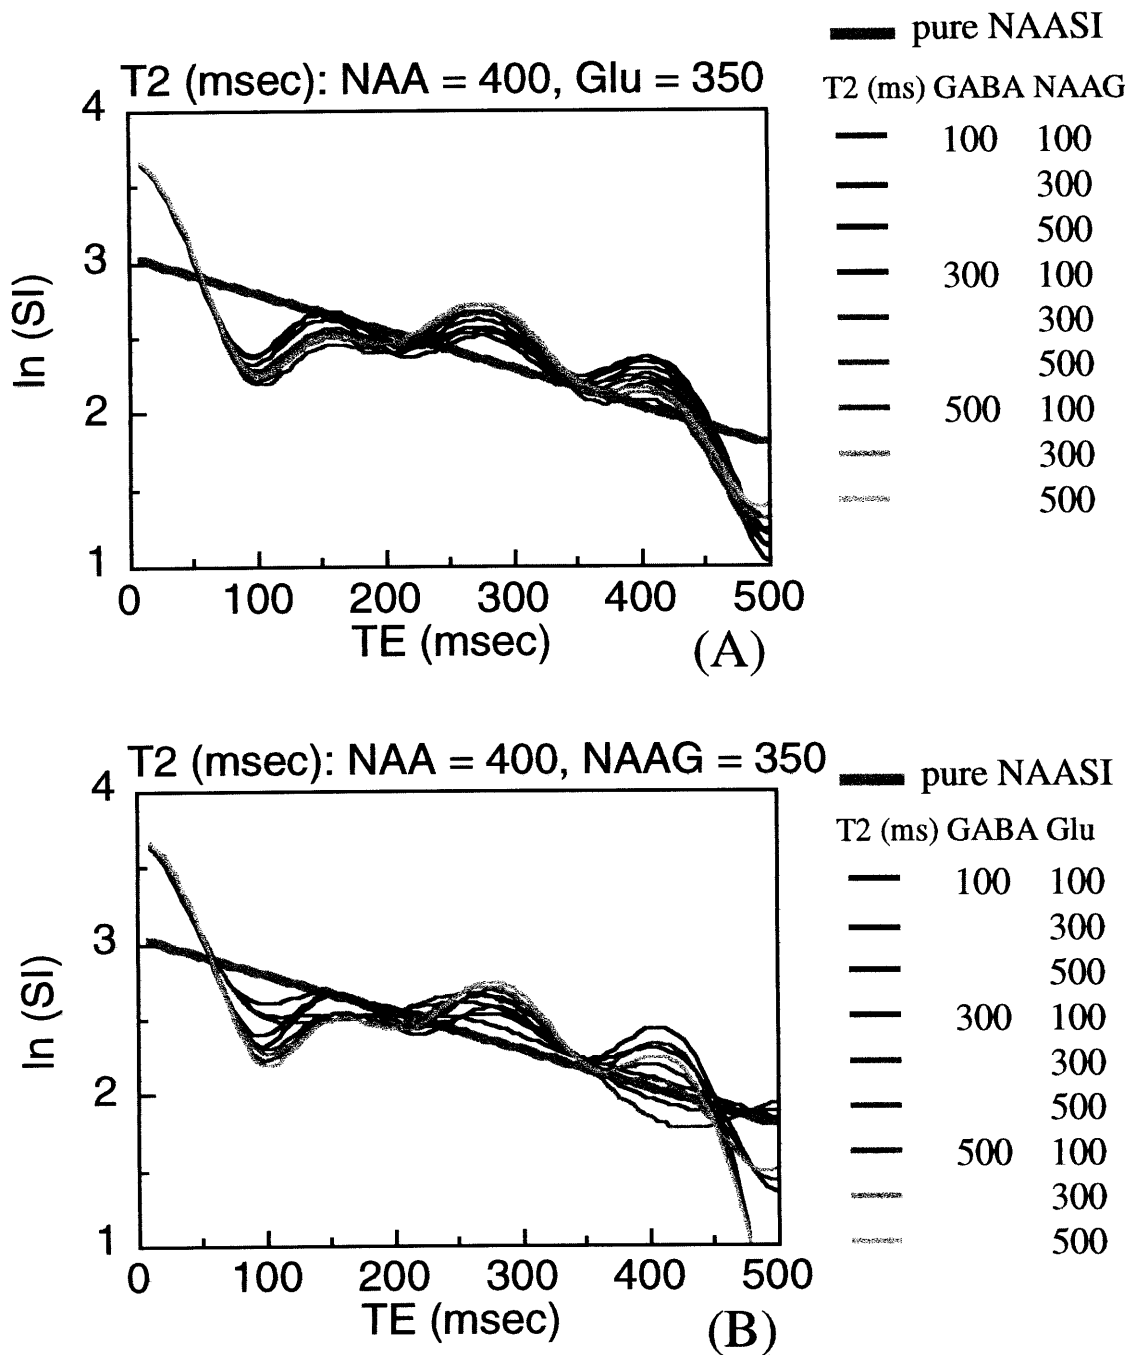 pure NAASI
T2 (msec): NAA = 400, Glu = 350
T2 (ms) GABA NAAG
100 100
300
500
300 100
300
500
500 100
300
500
4
3
2
1
ln (SI)
0 100 200 300 400 500
TE (msec)
(A)
T2 (msec): NAA = 400, NAAG = 350
pure NAASI
T2 (ms) GABA Glu
100 100
300
500
300 100
300
500
500 100
300
500
4
3
2
1
ln (SI)
0 100 200 300 400 500
TE (msec)
(B)